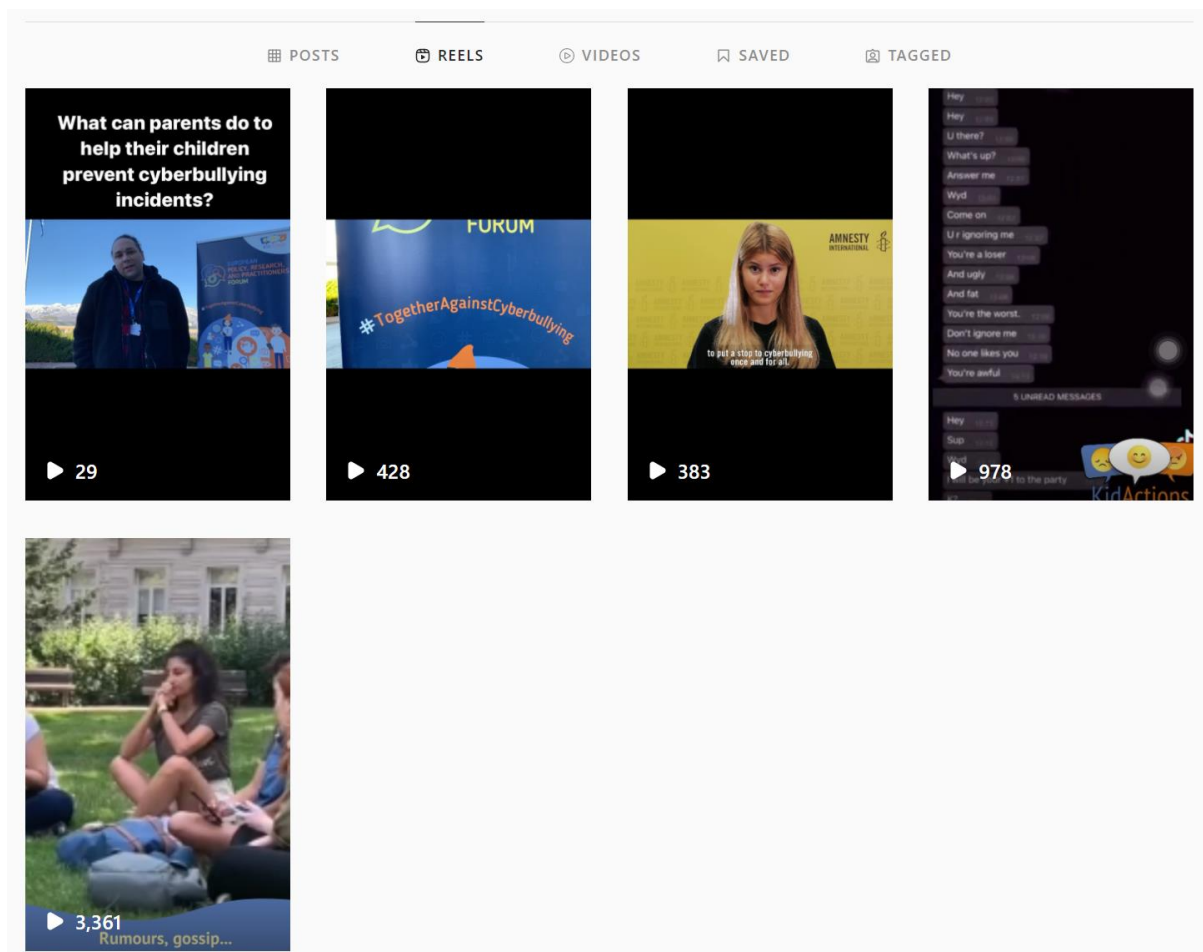 POSTS
REELS
VIDEOS
SAVED
TAGGED
What can parents do to
help their children
prevent cyberbullying
incidents?
EUROPEAN
POLICY, RESEARCH,
AND PRACTITIONERS
FORUM
29
FORUM
#TogetherAgainstCyberbullying
428
AMNESTY
INTERNATIONAL
to put a stop to cyberbullying
once and for all.
383
Hey
Hey
U there?
What's up?
Answer me
Wyd
Come on
U r ignoring me
You're a loser
And ugly
And fat
You're the worst.
Don't ignore me
No one likes you
You're awful
5 UNREAD MESSAGES
Hey
Sup
Wyd
to the party
978
KidActions
3,361
Rumours, gossip...